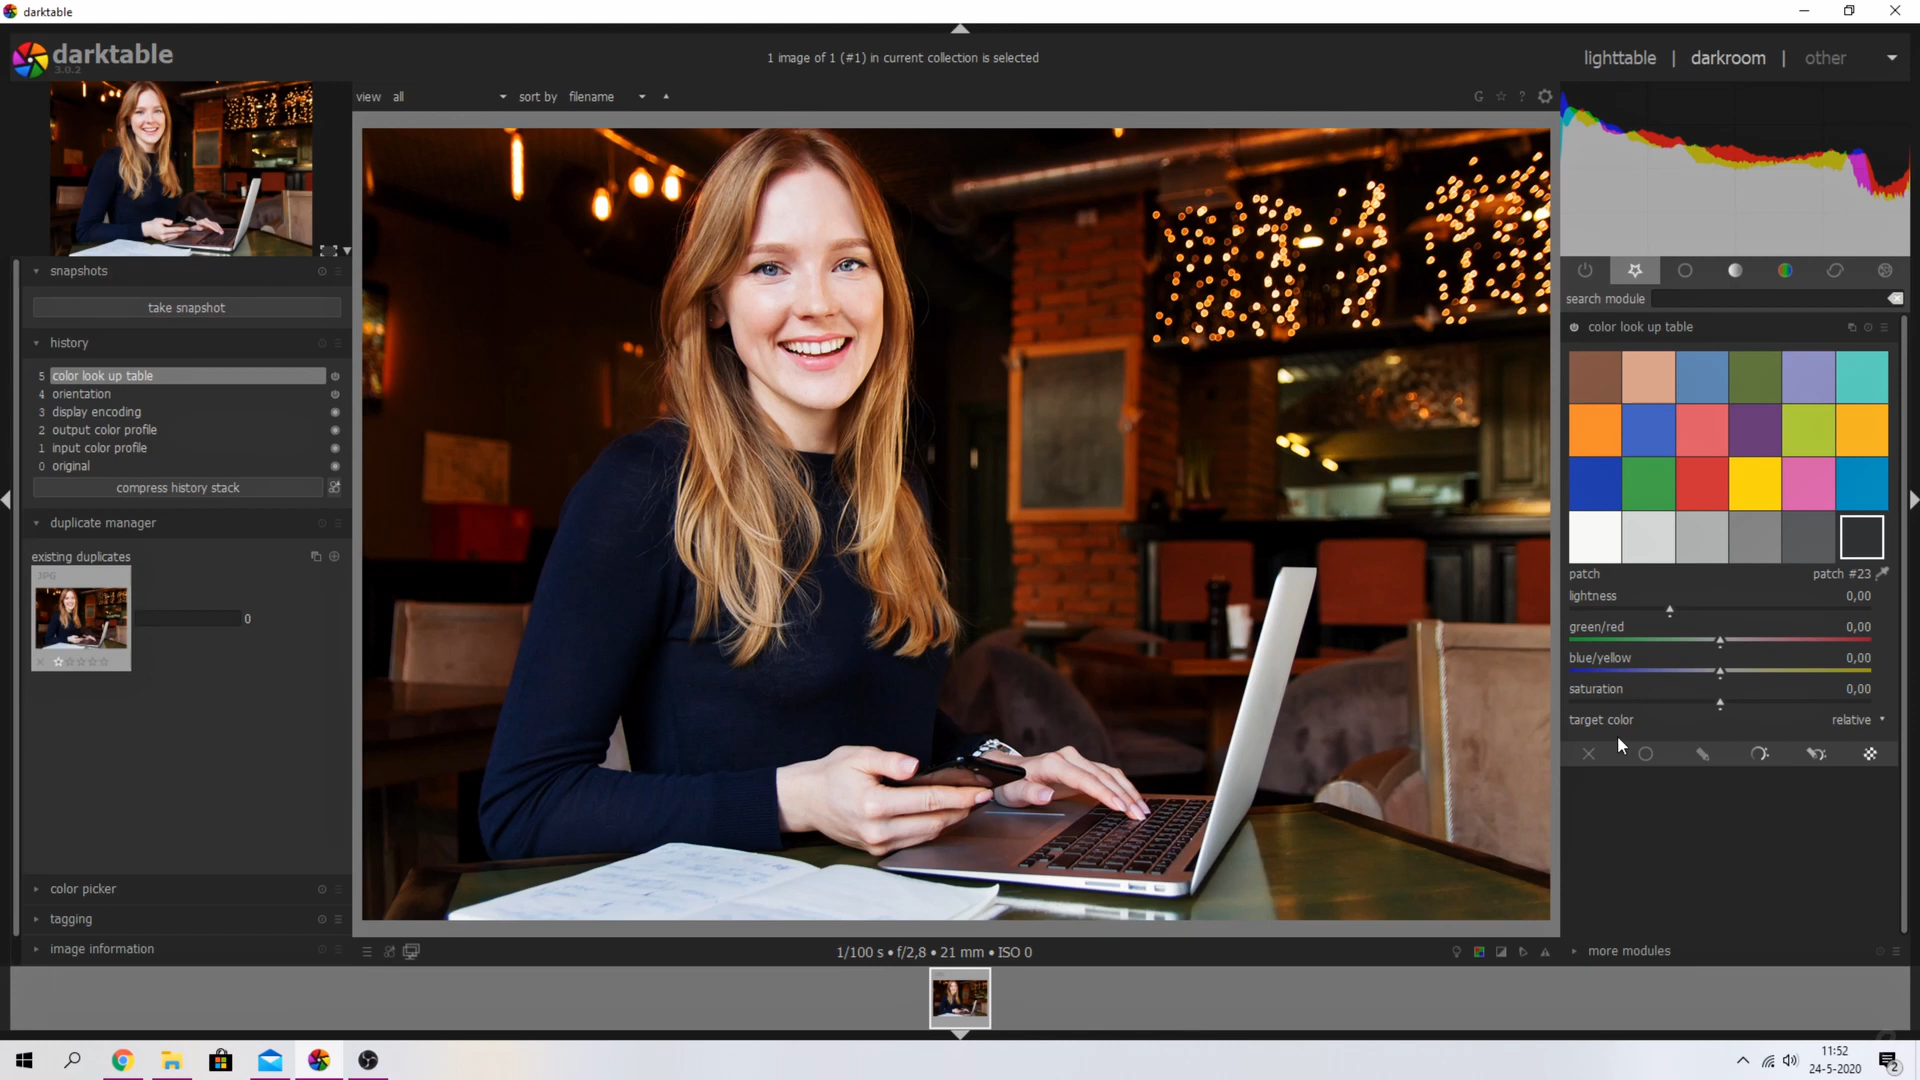 darktable
darktable
3.0.2
1 image of 1 (#1) in current collection is selected
lighttable | darkroom | other
view all
sort by filename
G ☆ ?
snapshots
take snapshot
history
5 color look up table
4 orientation
3 display encoding
2 output color profile
1 input color profile
0 original
compress history stack
duplicate manager
existing duplicates
JPG
0
color picker
tagging
image information
search module
color look up table
patch patch #23
lightness 0,00
green/red 0,00
blue/yellow 0,00
saturation 0,00
target color relative
more modules
1/100 s • f/2,8 • 21 mm • ISO 0
11:52
24-5-2020
2